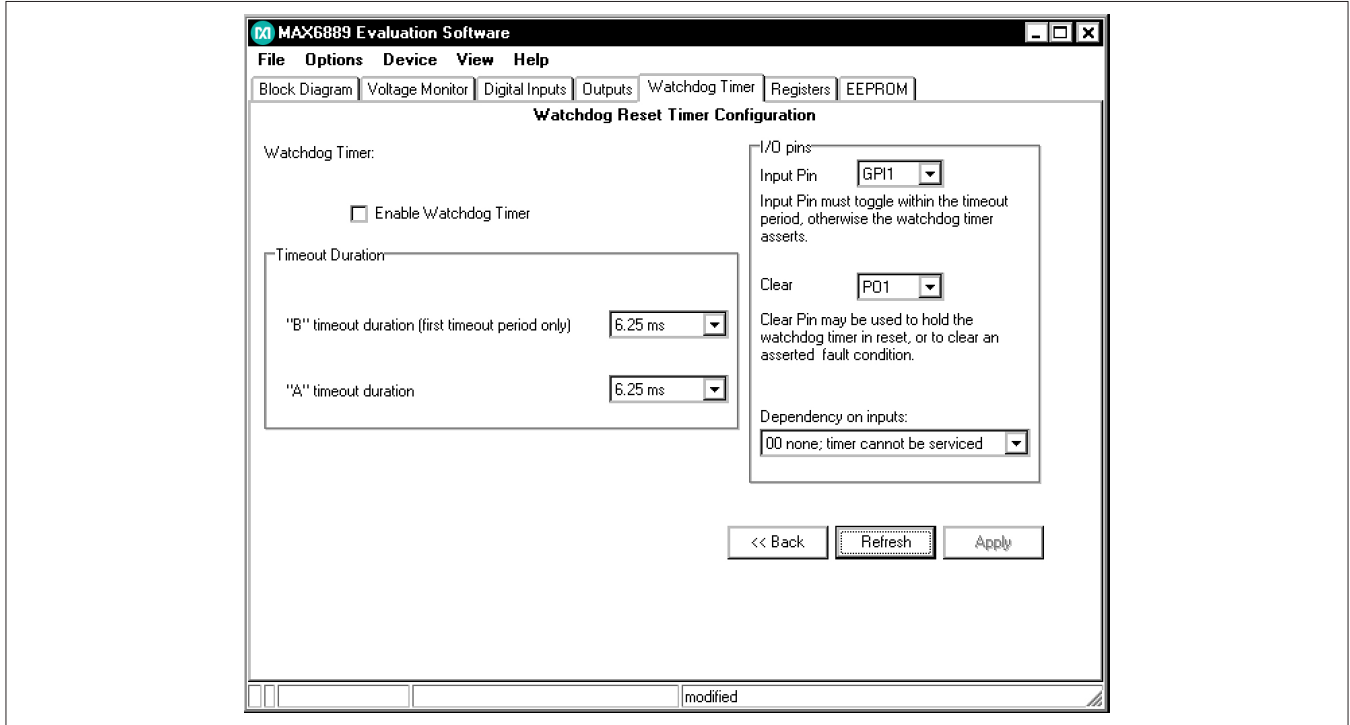 MAX6889 Evaluation Software
File Options Device View Help
Block Diagram Voltage Monitor Digital Inputs Outputs Watchdog Timer Registers EEPROM
Watchdog Reset Timer Configuration
Watchdog Timer:
Enable Watchdog Timer
Timeout Duration
"B" timeout duration (first timeout period only) 6.25 ms
"A" timeout duration 6.25 ms
I/O pins
Input Pin GPI1
Input Pin must toggle within the timeout
period, otherwise the watchdog timer
asserts.
Clear PO1
Clear Pin may be used to hold the
watchdog timer in reset, or to clear an
asserted fault condition.
Dependency on inputs:
00 none; timer cannot be serviced
<< Back Refresh Apply
modified